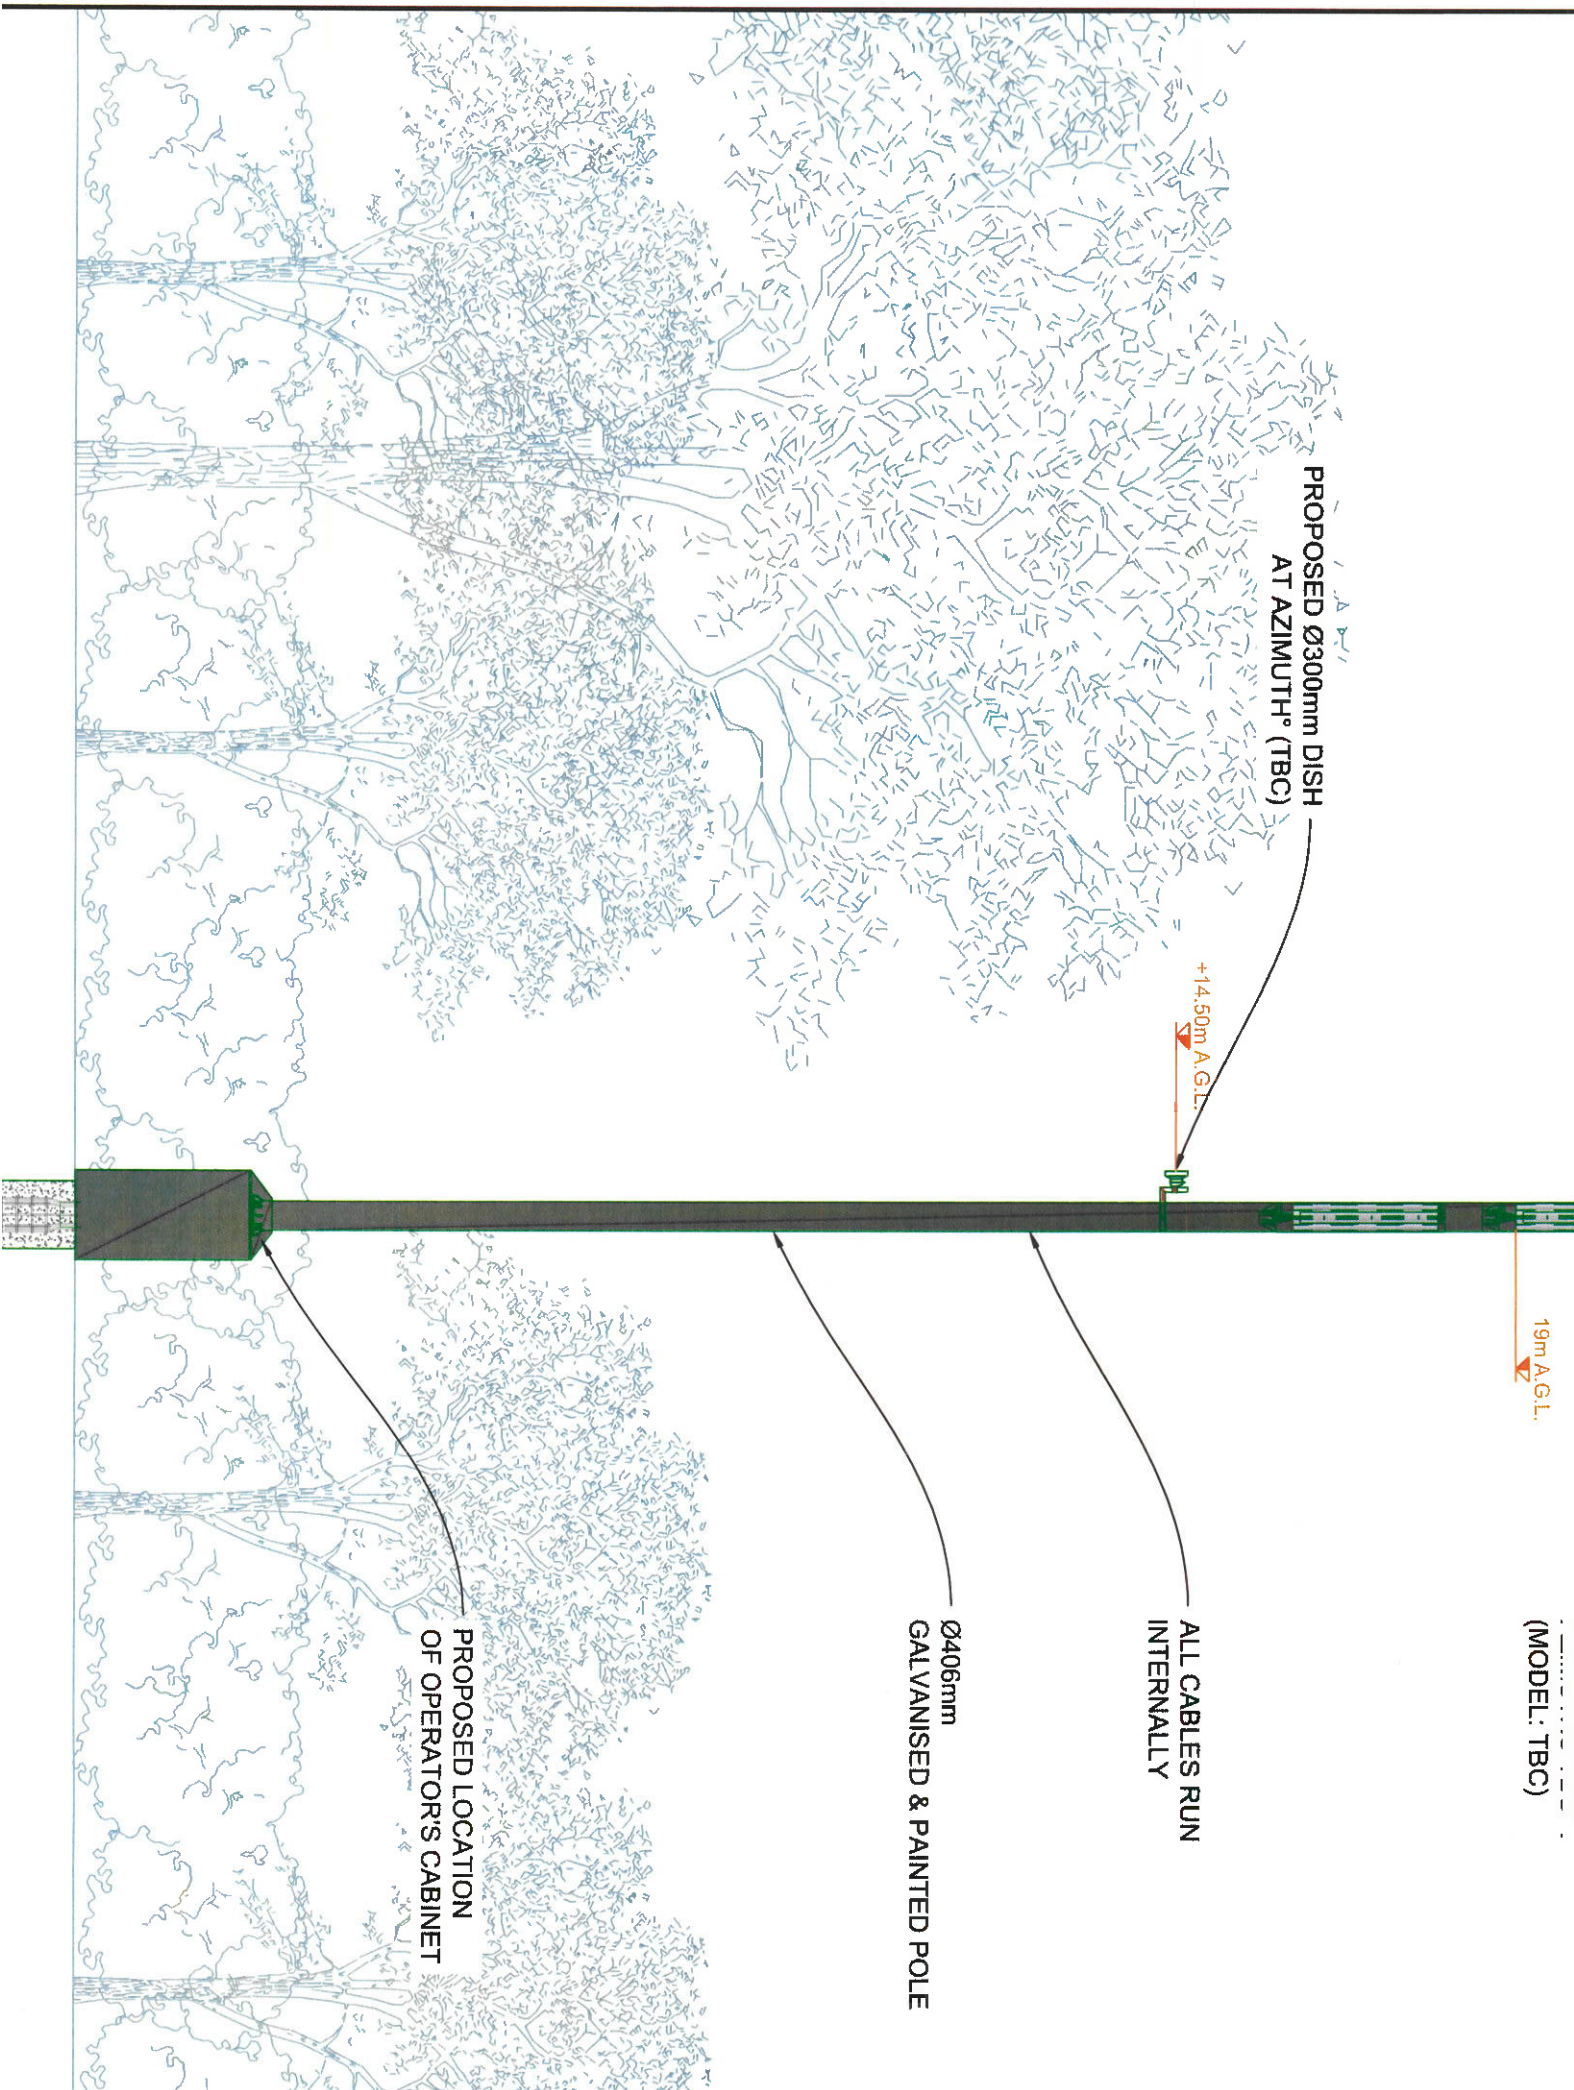 (MODEL: TBC)
19m A.G.L.
PROPOSED Ø300mm DISH
AT AZIMUTH° (TBC)
+14.50m A.G.L.
ALL CABLES RUN
INTERNALLY
Ø406mm
GALVANISED & PAINTED POLE
PROPOSED LOCATION
OF OPERATOR'S CABINET